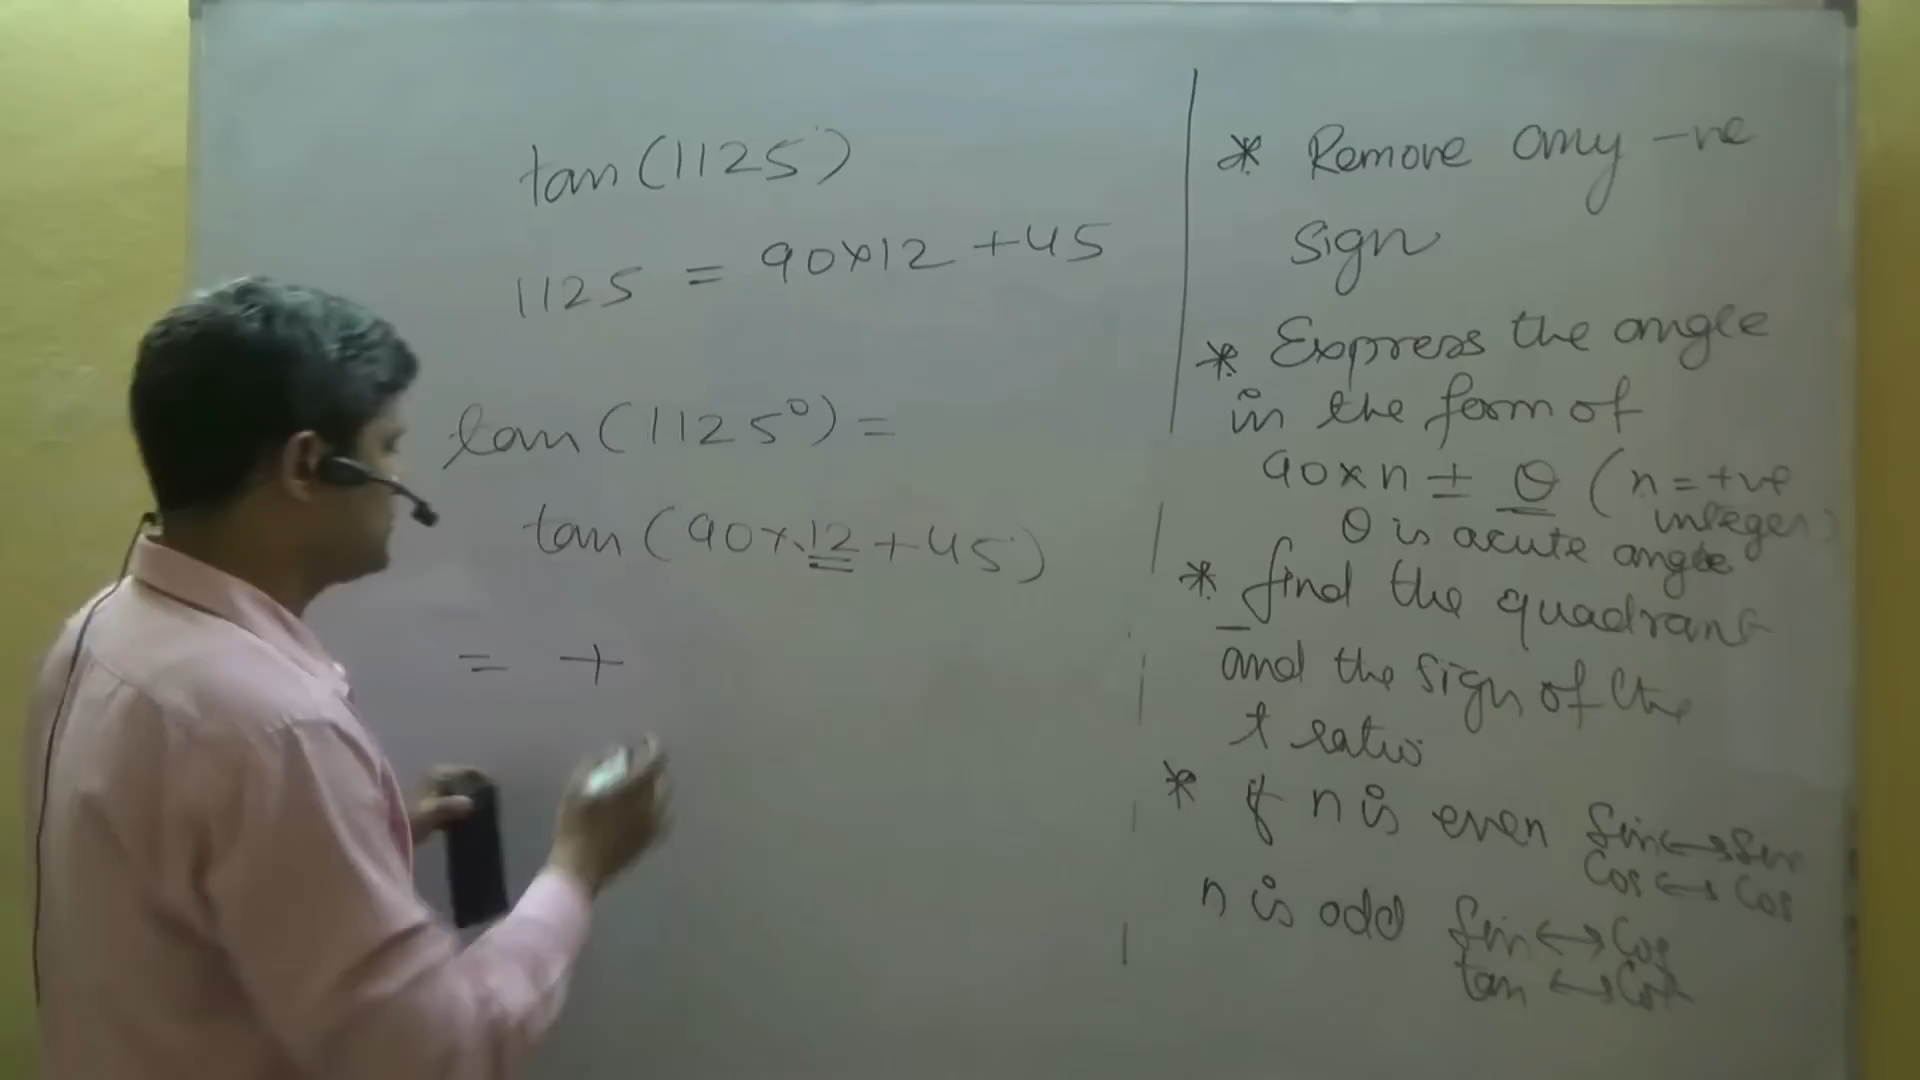 tan(1125)
1125 = 90×12 +45
tan(1125°) =
tan(90×12+45)
= +
* Remove any -ve
sign
* Express the angle
in the form of
90×n ± θ (n=+ve
integer)
θ is acute angle
* find the quadrant
and the sign of the
t ratio
* if n is even sin↔sin
cos↔cos
n is odd sin↔cos
tan↔cot